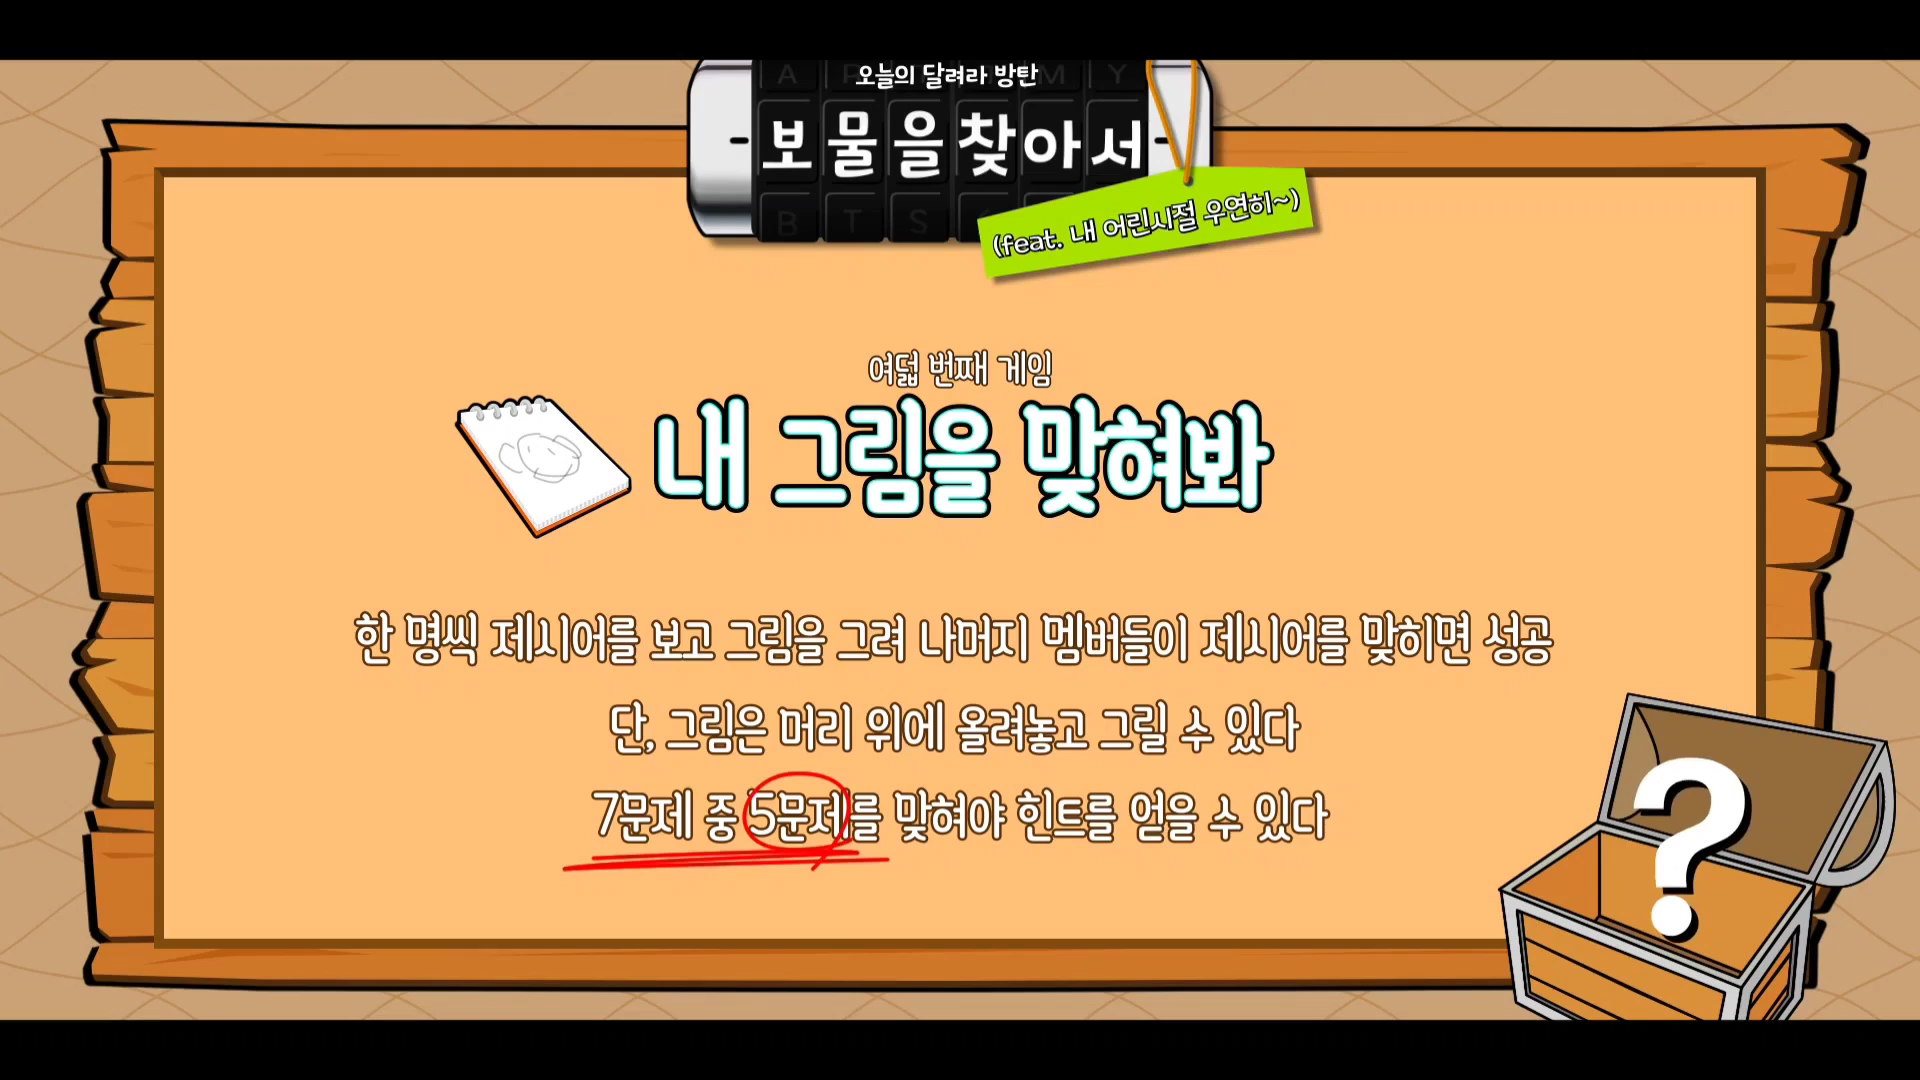 A R M Y
오늘의 달려라 방탄
보물을찾아서
B T S
(feat. 내 어린시절 우연히~)
여덟 번째 게임
내 그림을 맞혀봐
한 명씩 제시어를 보고 그림을 그려 나머지 멤버들이 제시어를 맞히면 성공
단, 그림은 머리 위에 올려놓고 그릴 수 있다
7문제 중 5문제를 맞혀야 힌트를 얻을 수 있다
?